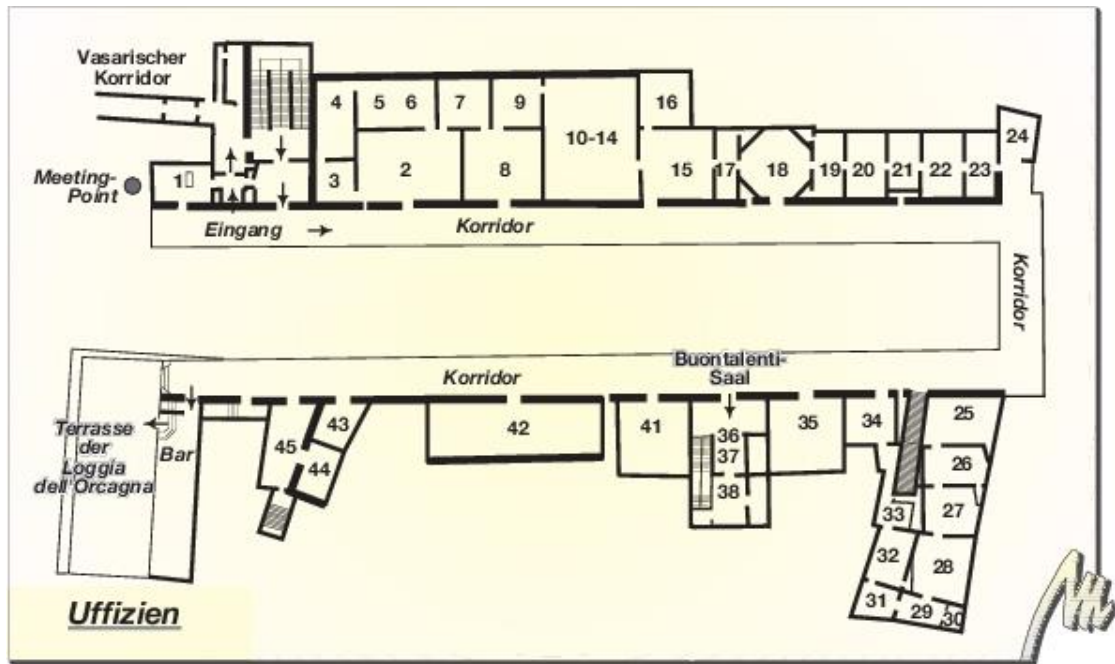 Vasarischer
Korridor
4
5
6
7
9
10-14
16
24
Meeting-
Point
1
3
2
8
15
17
18
19
20
21
22
23
Eingang
Korridor
Korridor
Buontalenti-
Saal
Korridor
Terrasse
der
Loggia
dell'Orcagna
Bar
45
43
44
42
41
36
37
38
35
34
25
26
27
33
32
28
31
29
30
Uffizien